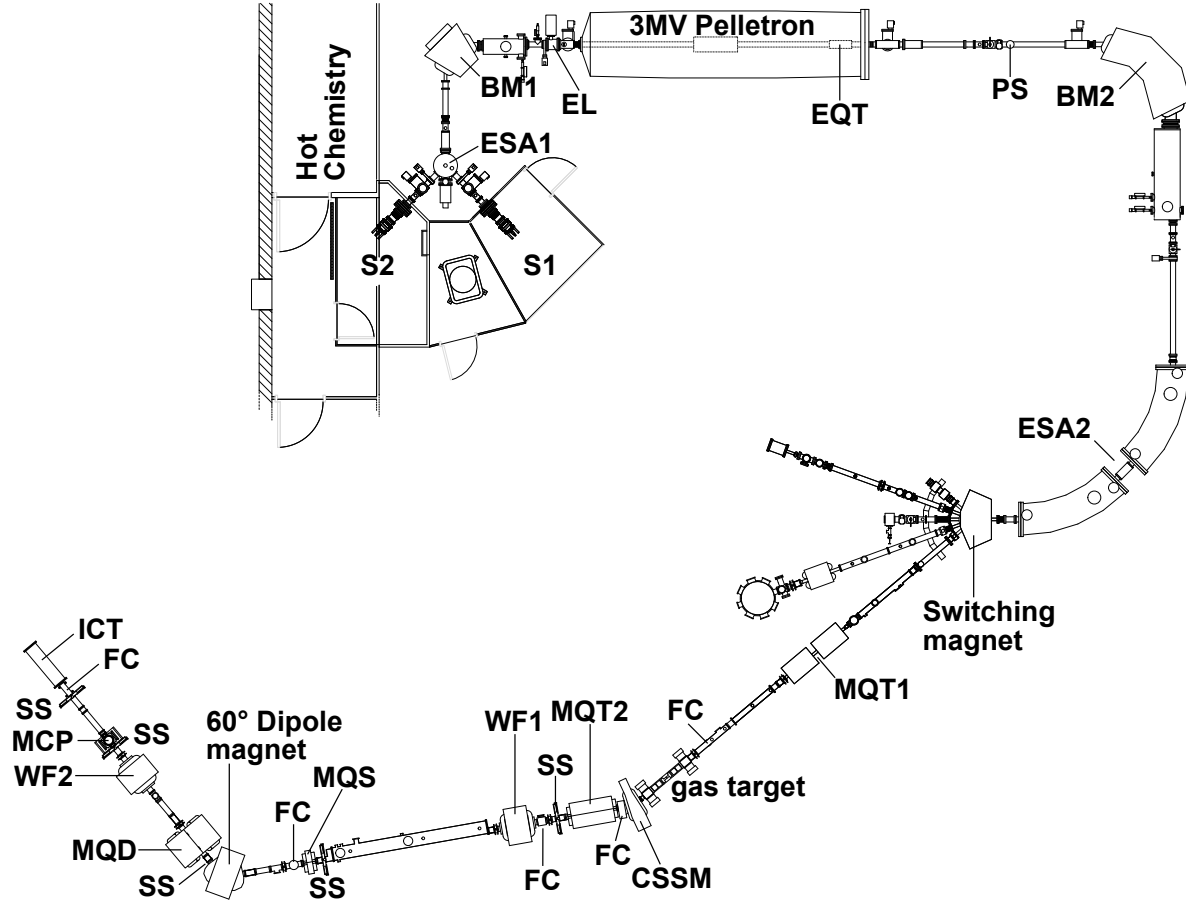 3MV Pelletron
BM1
EL
EQT
PS
BM2
Hot
Chemistry
ESA1
S2
S1
ESA2
Switching
magnet
ICT
FC
SS
MCP
SS
WF2
60° Dipole
magnet
MQS
FC
MQD
SS
SS
WF1
MQT2
SS
FC
FC
CSSM
FC
gas target
MQT1